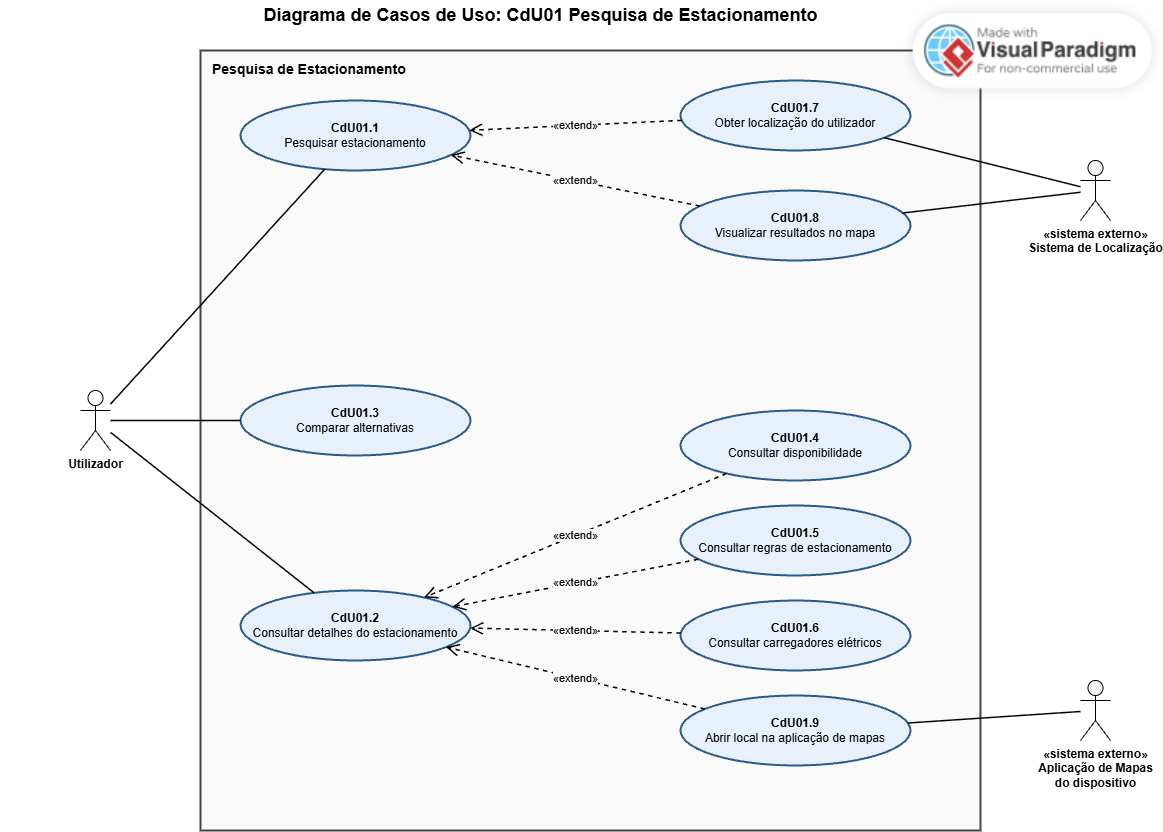 Diagrama de Casos de Uso: CdU01 Pesquisa de Estacionamento
Made with
Visual Paradigm
For non-commercial use
Pesquisa de Estacionamento
CdU01.1
Pesquisar estacionamento
«extend»
CdU01.7
Obter localização do utilizador
«extend»
CdU01.8
Visualizar resultados no mapa
«sistema externo»
Sistema de Localização
Utilizador
CdU01.3
Comparar alternativas
CdU01.4
Consultar disponibilidade
«extend»
CdU01.5
Consultar regras de estacionamento
«extend»
CdU01.2
Consultar detalhes do estacionamento
«extend»
CdU01.6
Consultar carregadores elétricos
«extend»
CdU01.9
Abrir local na aplicação de mapas
«sistema externo»
Aplicação de Mapas
do dispositivo